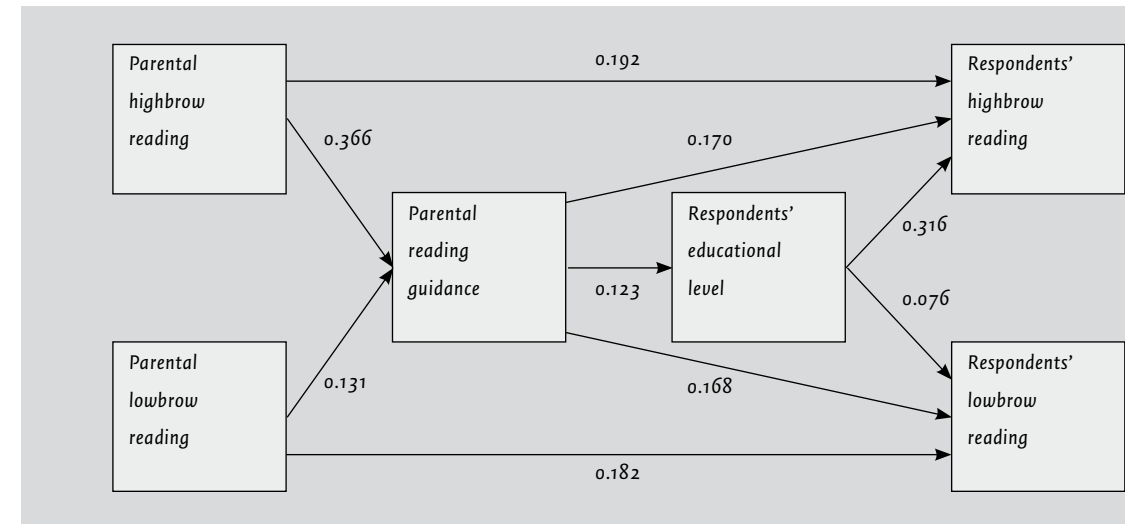 Parental
highbrow
reading
0.192
Respondents'
highbrow
reading
0.366
0.170
Parental
reading
guidance
Respondents'
educational
level
0.316
0.123
0.076
Parental
lowbrow
reading
0.131
0.168
Respondents'
lowbrow
reading
0.182